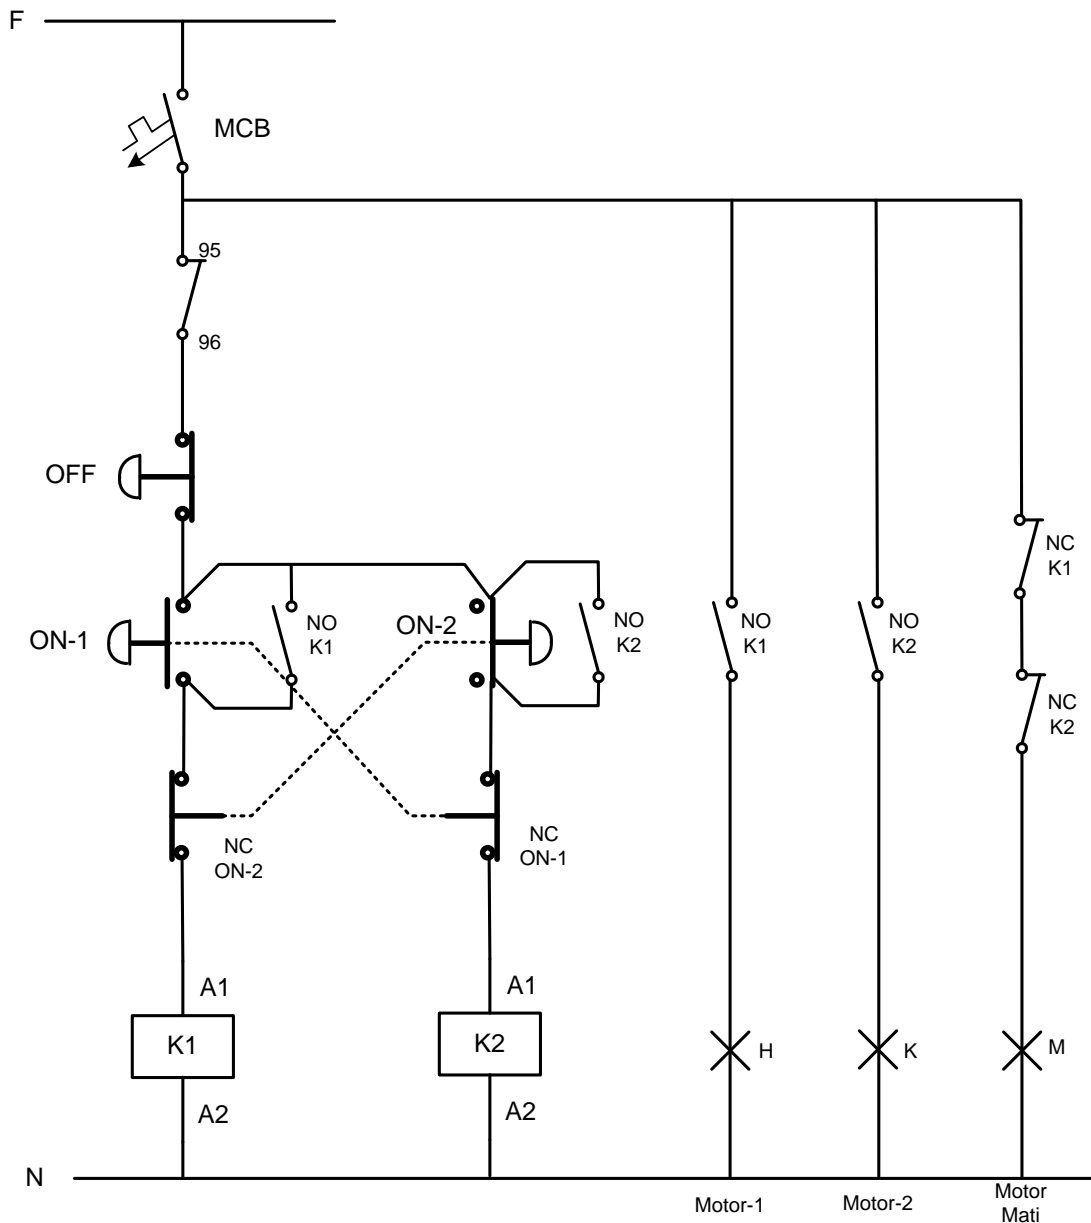 F
MCB
95
96
OFF
ON-1
NO
K1
ON-2
NO
K2
NO
K1
NO
K2
NC
K1
NC
K2
NC
ON-2
NC
ON-1
A1
K1
A2
A1
K2
A2
H
K
M
N
Motor-1
Motor-2
Motor
Mati